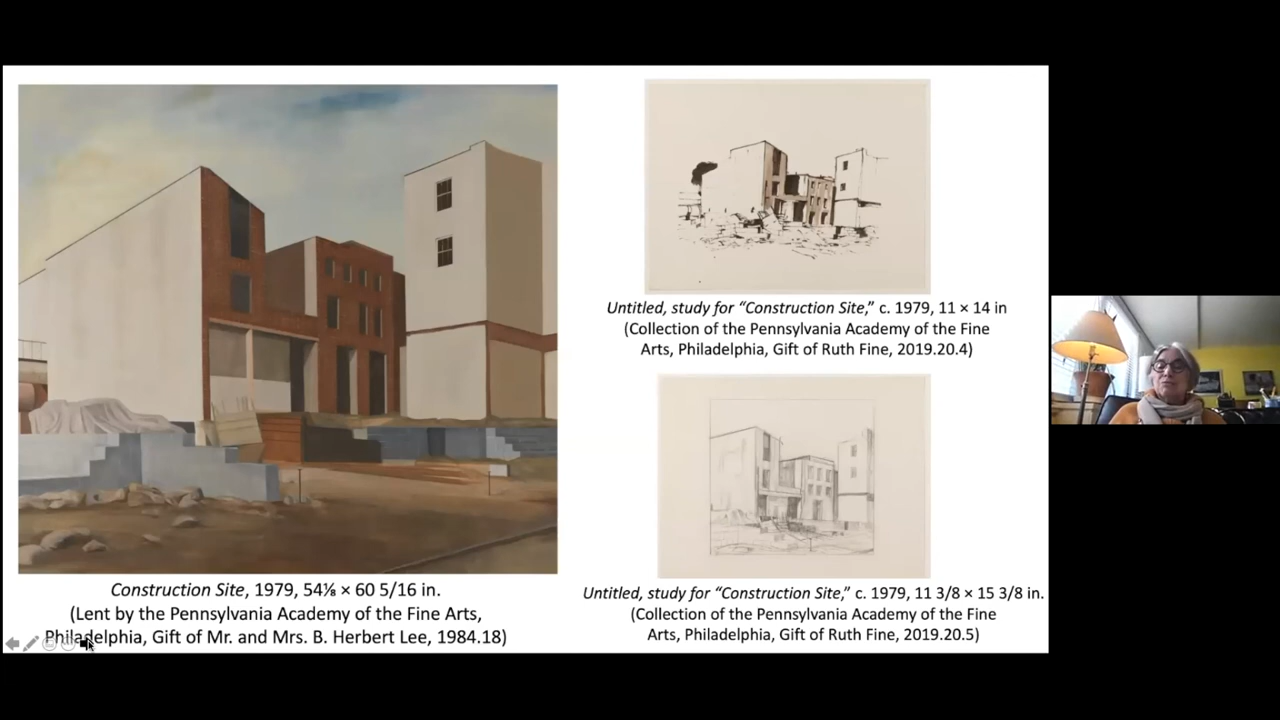 Construction Site, 1979, 54⅛ × 60 5/16 in.
(Lent by the Pennsylvania Academy of the Fine Arts,
Philadelphia, Gift of Mr. and Mrs. B. Herbert Lee, 1984.18)
Untitled, study for “Construction Site,” c. 1979, 11 × 14 in
(Collection of the Pennsylvania Academy of the Fine
Arts, Philadelphia, Gift of Ruth Fine, 2019.20.4)
Untitled, study for “Construction Site,” c. 1979, 11 3/8 × 15 3/8 in.
(Collection of the Pennsylvania Academy of the Fine
Arts, Philadelphia, Gift of Ruth Fine, 2019.20.5)